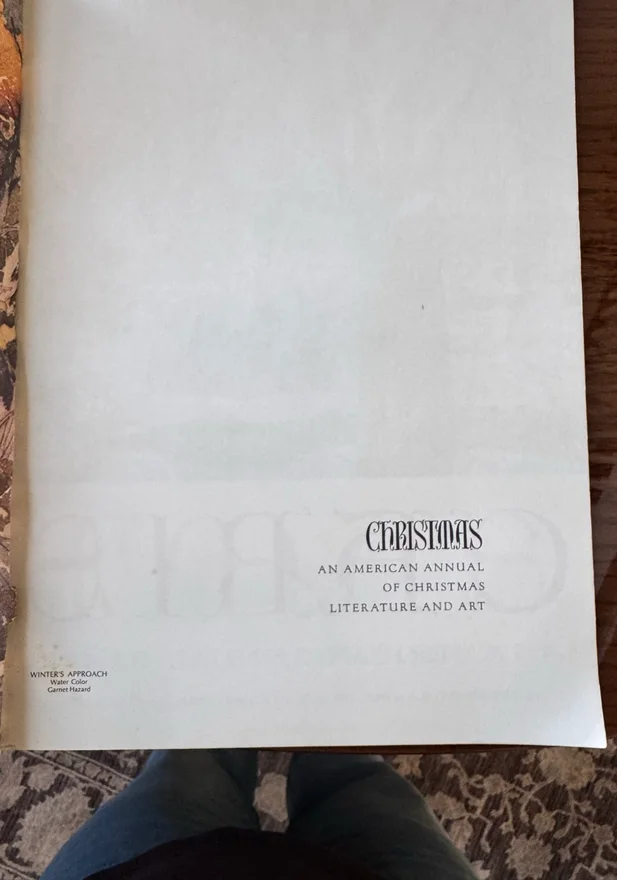 CHRISTMAS
AN AMERICAN ANNUAL
OF CHRISTMAS
LITERATURE AND ART
WINTER'S APPROACH
Water Color
Garnet Hazard